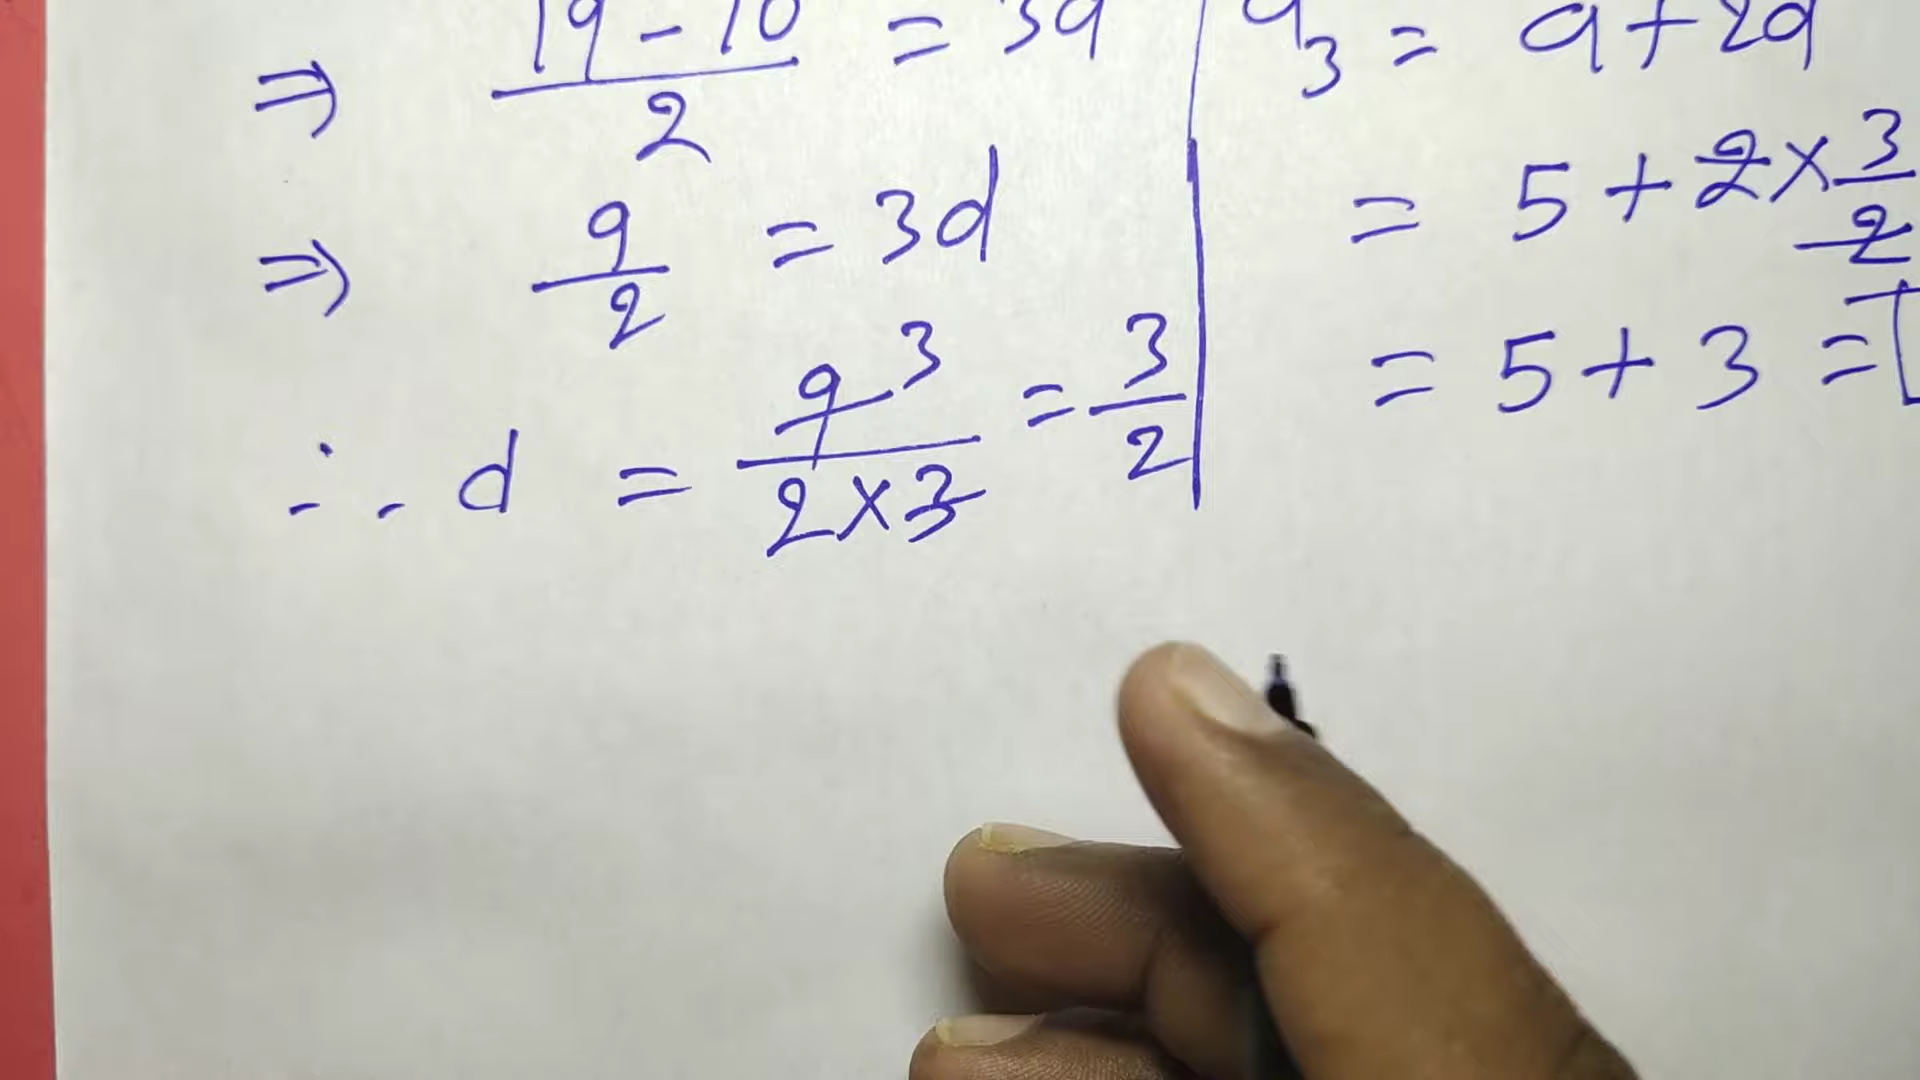 ⇒ 19 - 10 / 2 = 3d
⇒ 9/2 = 3d
∴ d = 9 3 / 2×3 = 3/2
a3 = a + 2d
= 5 + 2 × 3/2
= 5 + 3 =